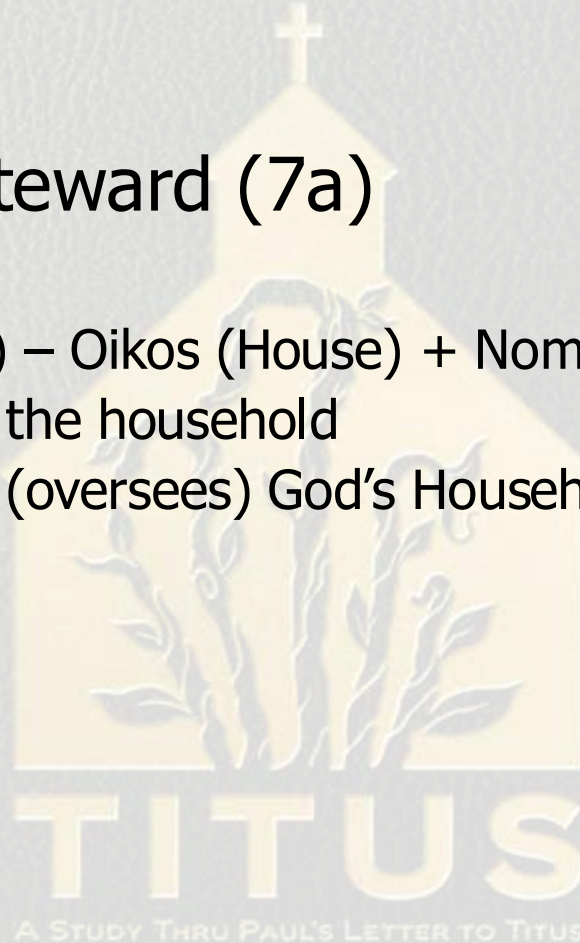 teward (7a)
) – Oikos (House) + Nom
the household
(oversees) God's Househ
TITUS
A Study Thru Paul's Letter to Titus